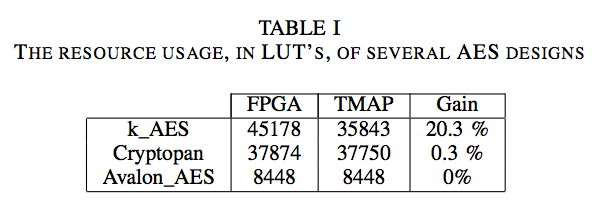 TABLE I
THE RESOURCE USAGE, IN LUT'S, OF SEVERAL AES DESIGNS
FPGA TMAP Gain
k_AES 45178 35843 20.3 %
Cryptopan 37874 37750 0.3 %
Avalon_AES 8448 8448 0%